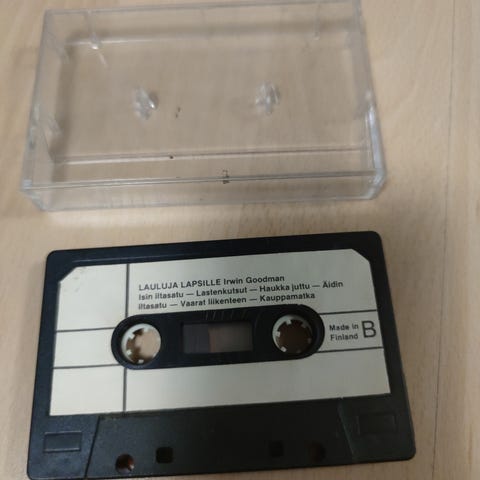 LAULUJA LAPSILLE Irwin Goodman
Isin iltasatu — Lastenkutsut — Haukka juttu — Äidin
iltasatu — Vaarat liikenteen — Kauppamatka
Made in
Finland
B